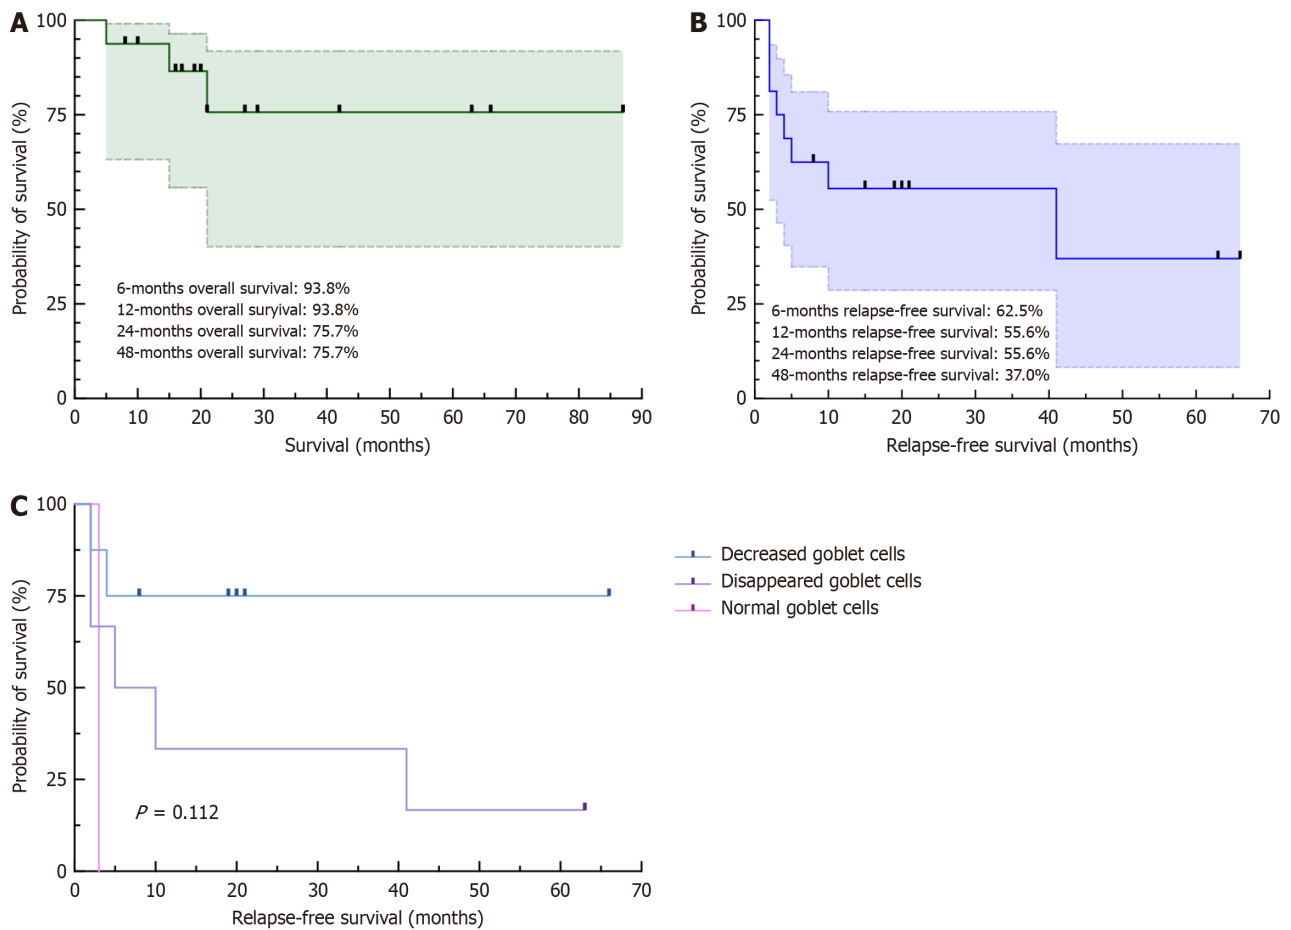 A
100
75
50
25
0
Probability of survival (%)
6-months overall survival: 93.8%
12-months overall survival: 93.8%
24-months overall survival: 75.7%
48-months overall survival: 75.7%
0 10 20 30 40 50 60 70 80 90
Survival (months)
B
100
75
50
25
0
Probability of survival (%)
6-months relapse-free survival: 62.5%
12-months relapse-free survival: 55.6%
24-months relapse-free survival: 55.6%
48-months relapse-free survival: 37.0%
0 10 20 30 40 50 60 70
Relapse-free survival (months)
C
100
75
50
25
0
Probability of survival (%)
P = 0.112
0 10 20 30 40 50 60 70
Relapse-free survival (months)
Decreased goblet cells
Disappeared goblet cells
Normal goblet cells